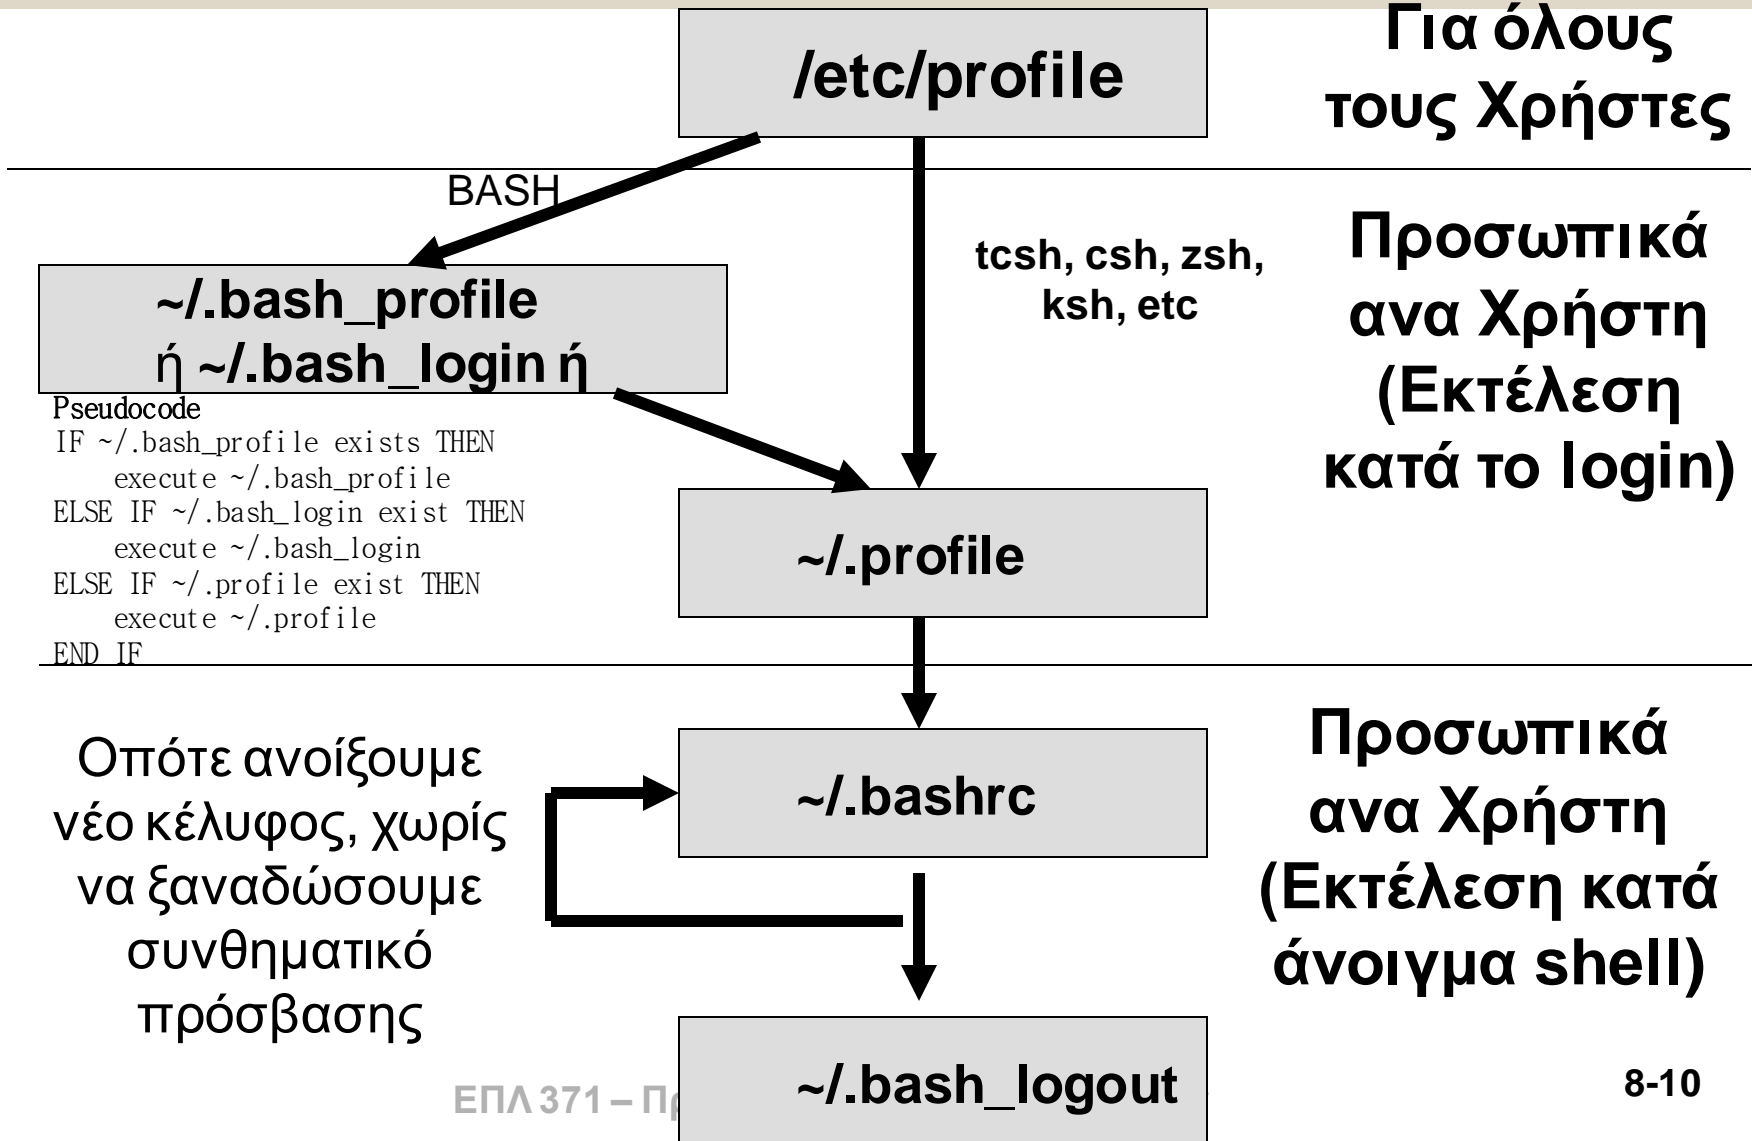 /etc/profile
Για όλους
τους Χρήστες
BASH
tcsh, csh, zsh,
ksh, etc
Προσωπικά
ανα Χρήστη
(Εκτέλεση
κατά το login)
~/.bash_profile
ή ~/.bash_login ή
Pseudocode
IF ~/.bash_profile exists THEN
execute ~/.bash_profile
ELSE IF ~/.bash_login exist THEN
execute ~/.bash_login
ELSE IF ~/.profile exist THEN
execute ~/.profile
END IF
~/.profile
Οπότε ανοίξουμε
νέο κέλυφος, χωρίς
να ξαναδώσουμε
συνθηματικό
πρόσβασης
~/.bashrc
Προσωπικά
ανα Χρήστη
(Εκτέλεση κατά
άνοιγμα shell)
~/.bash_logout
ΕΠΛ 371 –
8-10